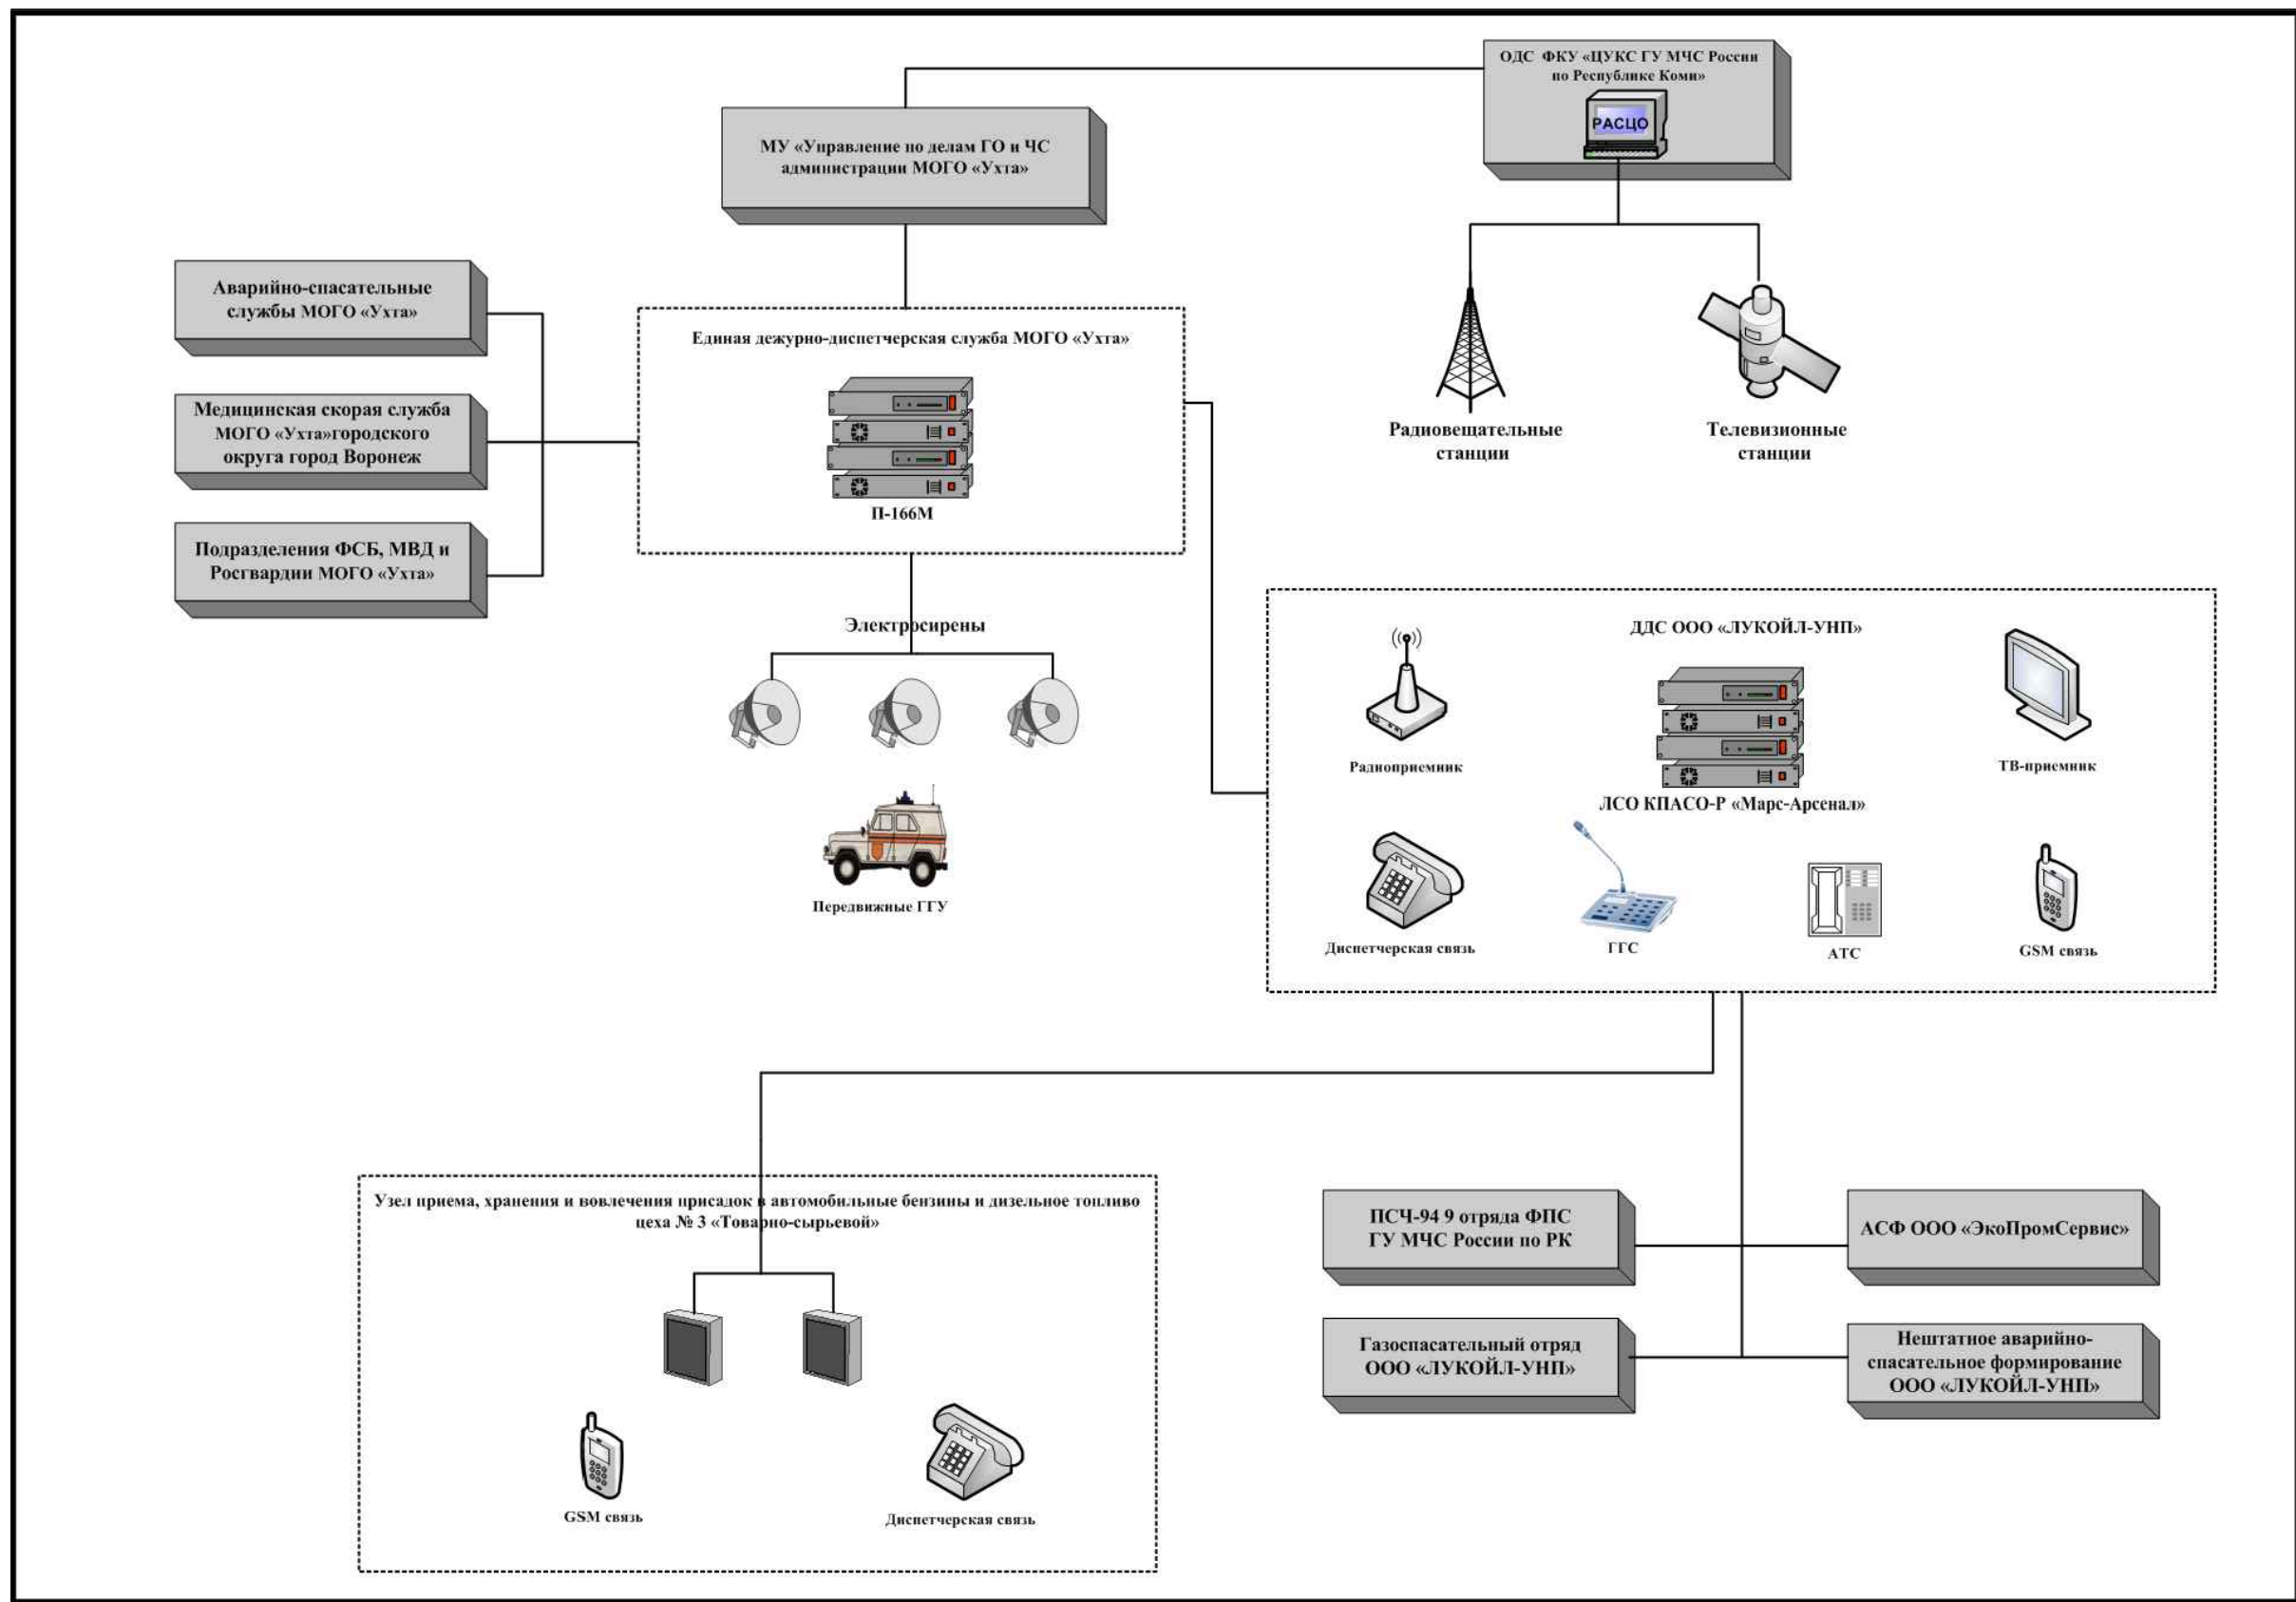 ОДС ФКУ «ЦУКС ГУ МЧС России
по Республике Коми»
РАСЦО
МУ «Управление по делам ГО и ЧС
администрации МОГО «Ухта»
Аварийно-спасательные
службы МОГО «Ухта»
Медицинская скорая служба
МОГО «Ухта»городского
округа город Воронеж
Подразделения ФСБ, МВД и
Росгвардии МОГО «Ухта»
Единая дежурно-диспетчерская служба МОГО «Ухта»
П-166М
Радиовещательные
станции
Телевизионные
станции
Электросирены
Передвижные ГГУ
ДДС ООО «ЛУКОЙЛ-УНП»
Радиоприемник
ТВ-приемник
ЛСО КПАСО-Р «Марс-Арсенал»
Диспетчерская связь
ГГС
АТС
GSM связь
Узел приема, хранения и вовлечения присадок в автомобильные бензины и дизельное топливо
цеха № 3 «Товарно-сырьевой»
GSM связь
Диспетчерская связь
ПСЧ-94 9 отряда ФПС
ГУ МЧС России по РК
АСФ ООО «ЭкоПромСервис»
Газоспасательный отряд
ООО «ЛУКОЙЛ-УНП»
Нештатное аварийно-
спасательное формирование
ООО «ЛУКОЙЛ-УНП»